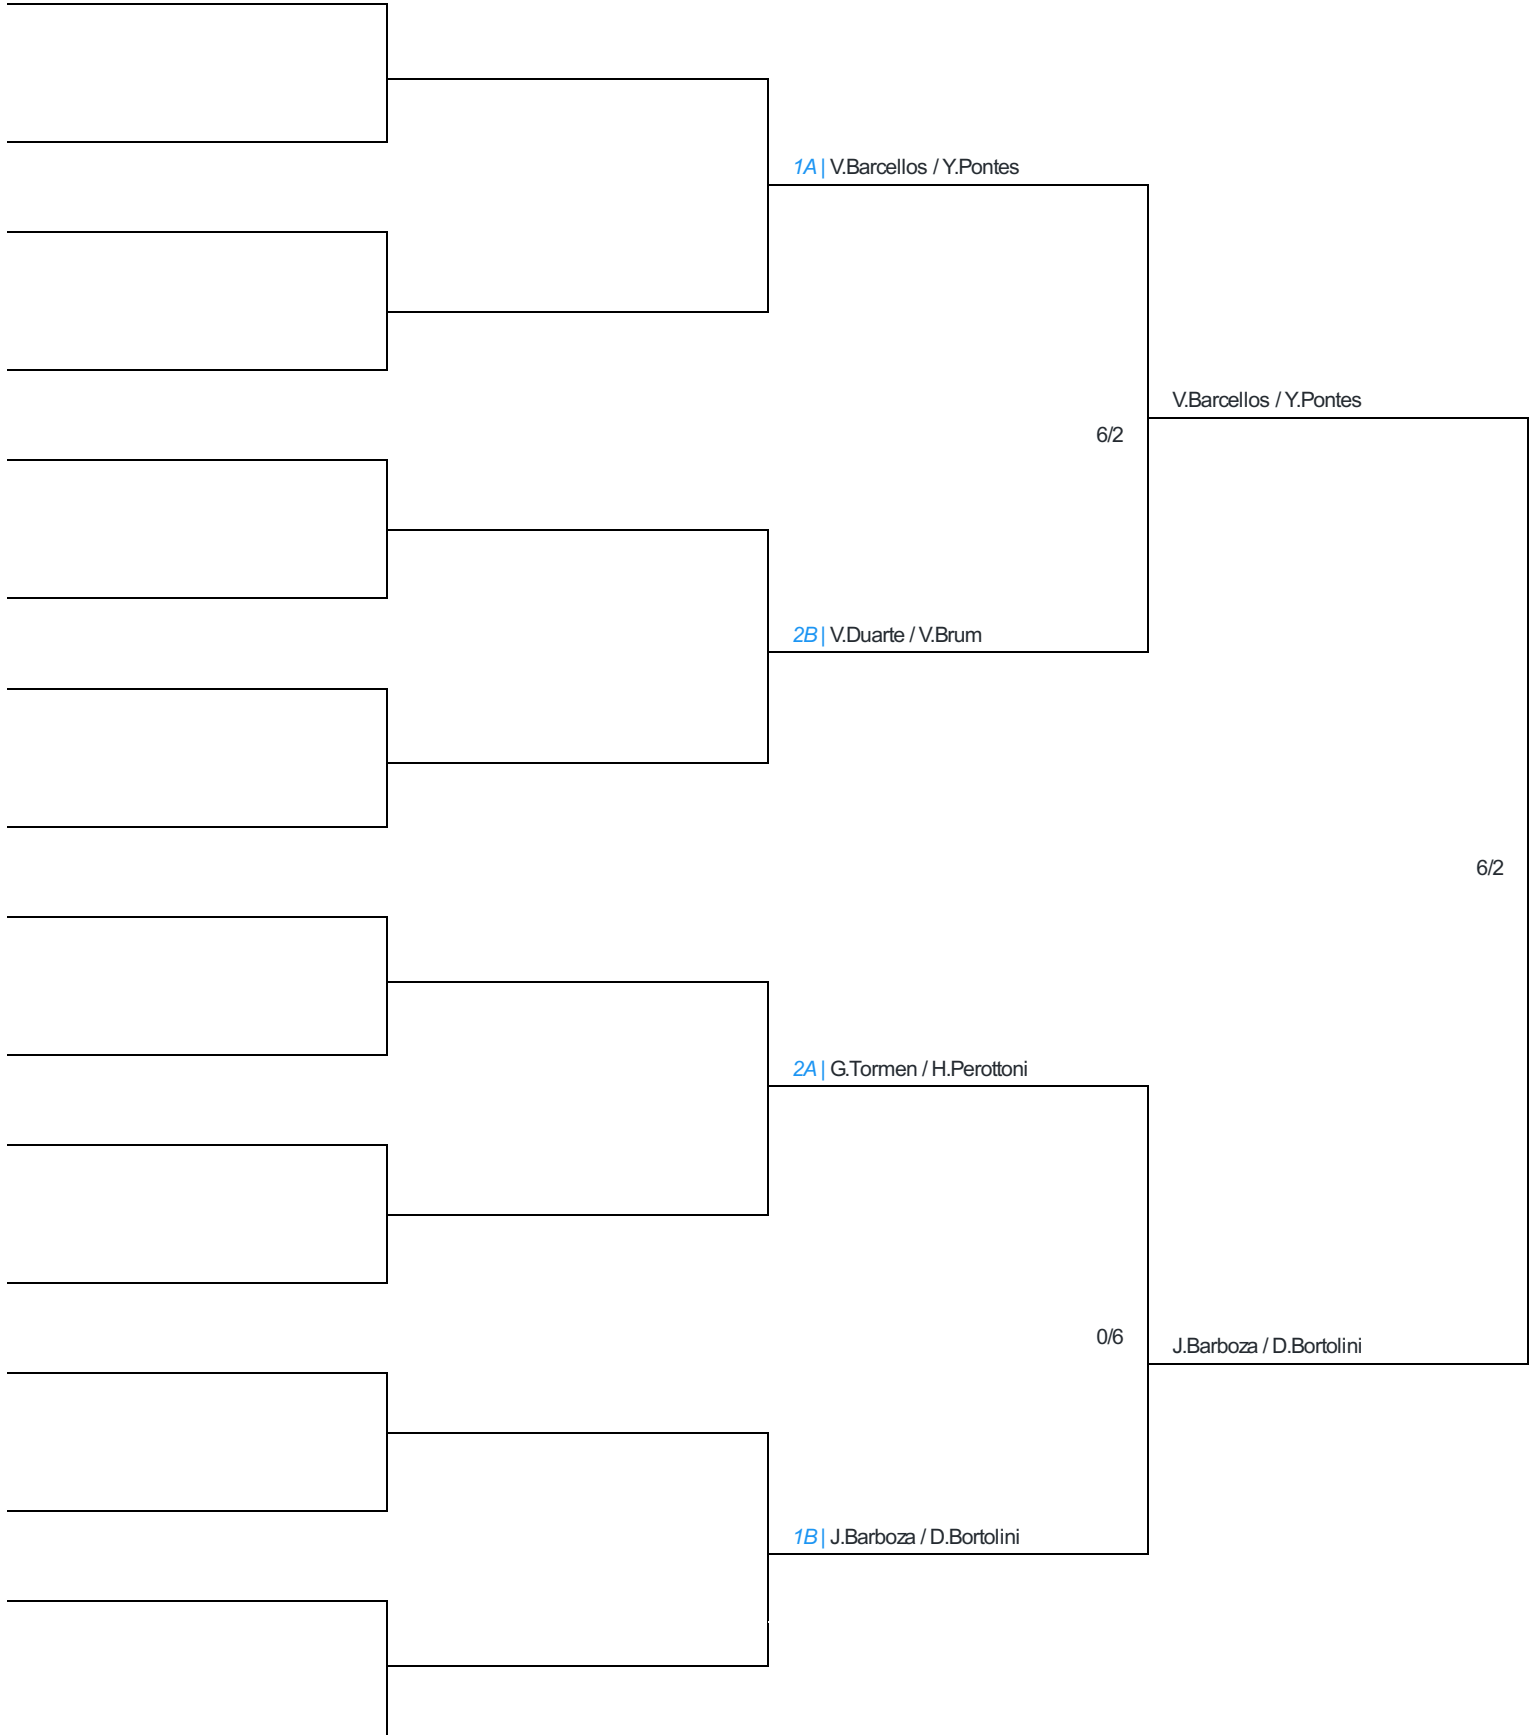 1A | V.Barcellos / Y.Pontes
V.Barcellos / Y.Pontes
6/2
2B | V.Duarte / V.Brum
6/2
2A | G.Tormen / H.Perottoni
0/6
J.Barboza / D.Bortolini
1B | J.Barboza / D.Bortolini